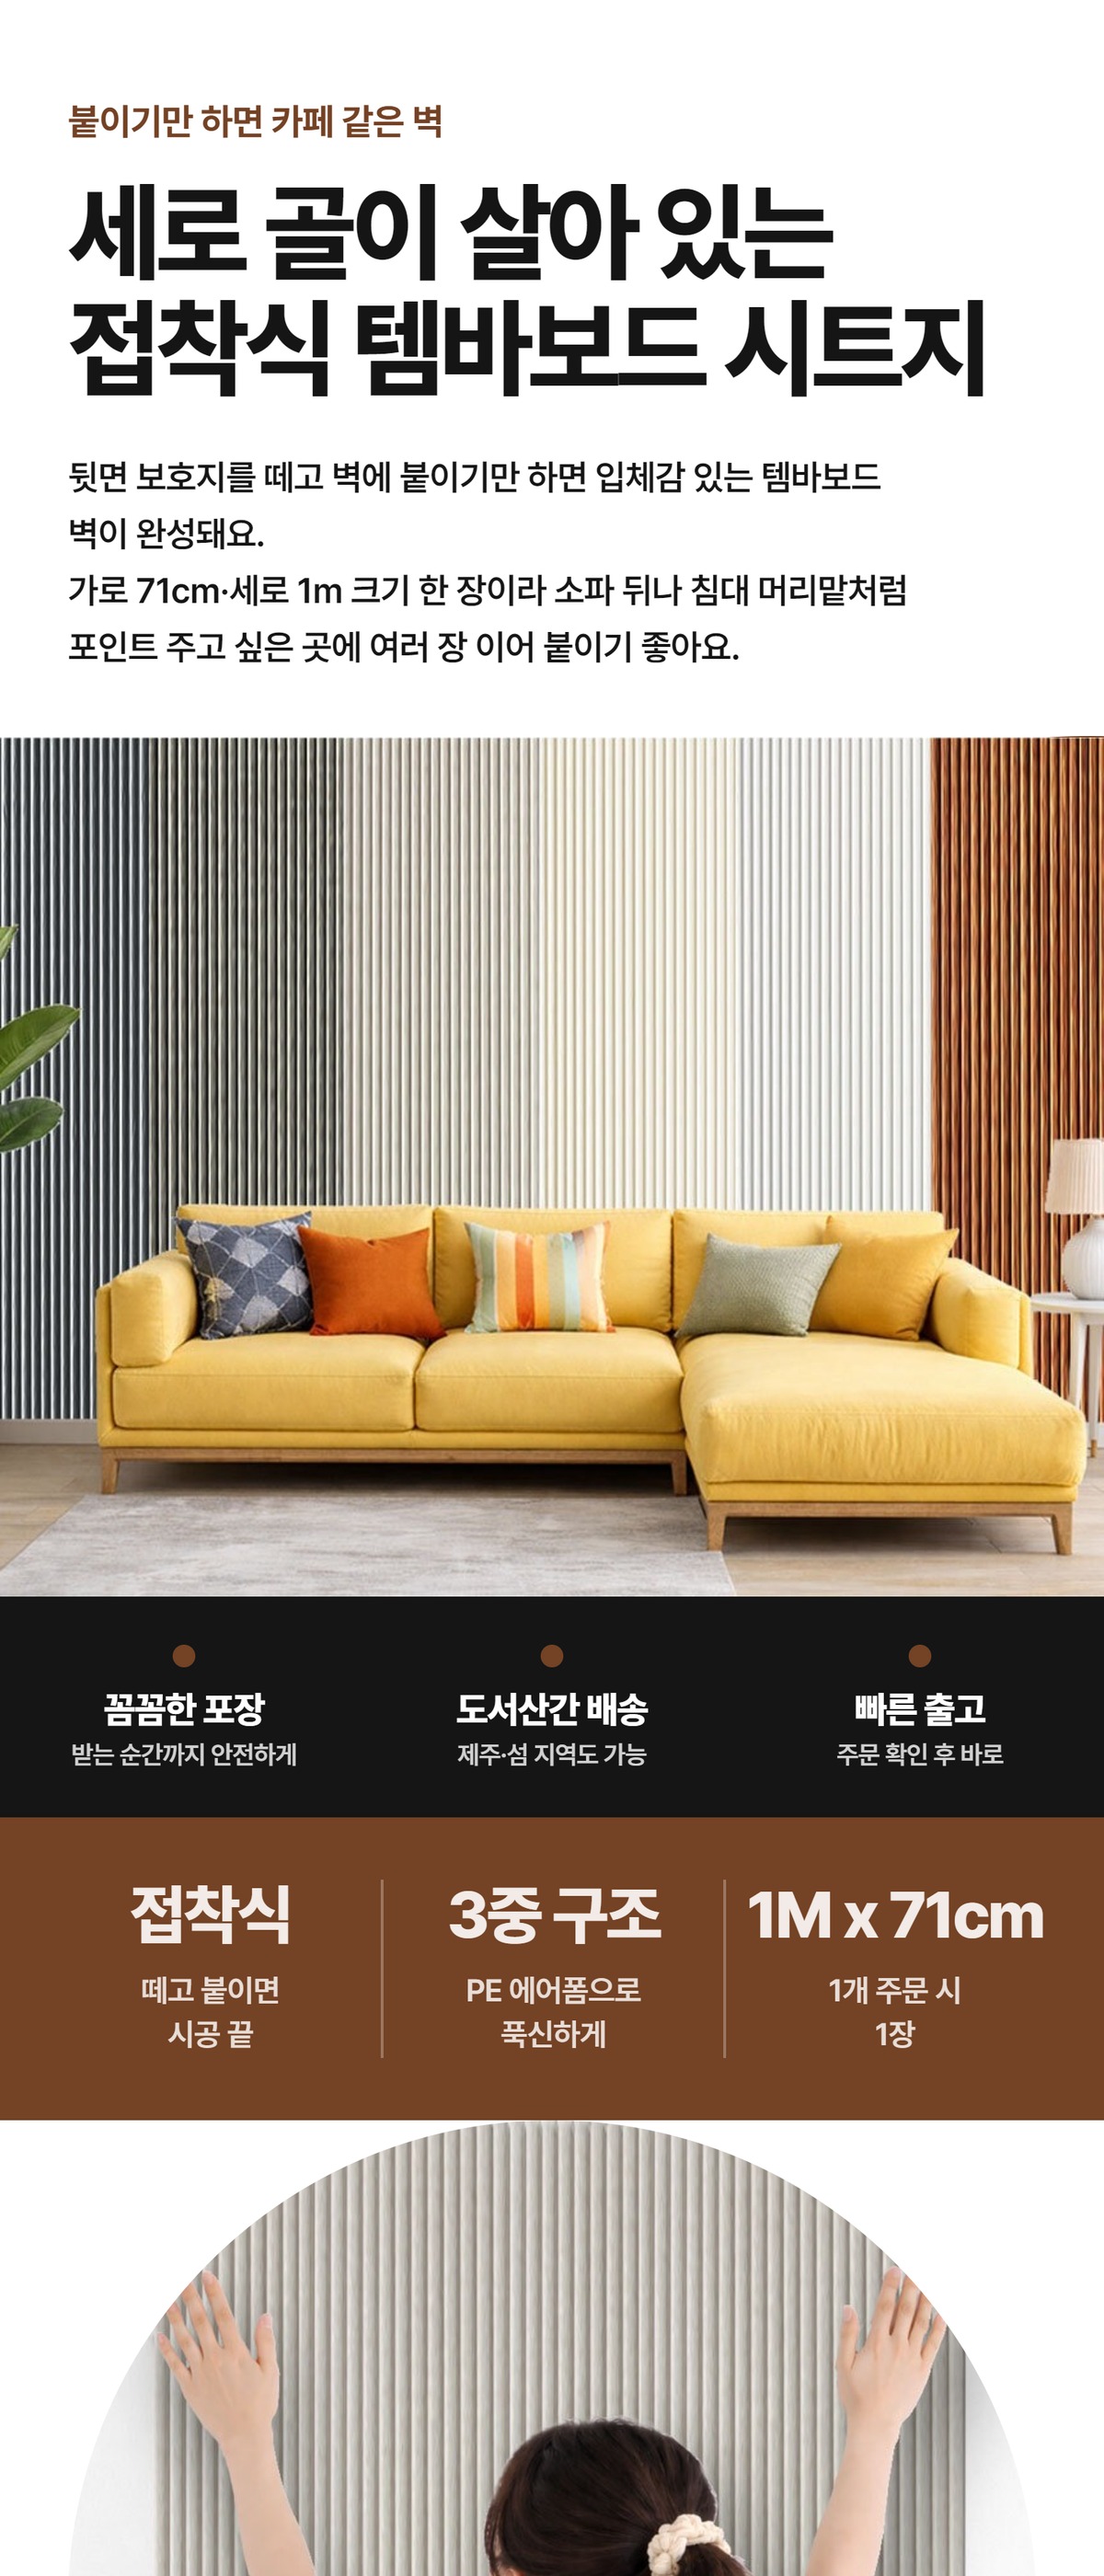 붙이기만 하면 카페 같은 벽
세로 골이 살아 있는
접착식 템바보드 시트지
뒷면 보호지를 떼고 벽에 붙이기만 하면 입체감 있는 템바보드
벽이 완성돼요.
가로 71cm·세로 1m 크기 한 장이라 소파 뒤나 침대 머리맡처럼
포인트 주고 싶은 곳에 여러 장 이어 붙이기 좋아요.
꼼꼼한 포장
받는 순간까지 안전하게
도서산간 배송
제주·섬 지역도 가능
빠른 출고
주문 확인 후 바로
접착식
떼고 붙이면
시공 끝
3중 구조
PE 에어폼으로
푹신하게
1M x 71cm
1개 주문 시
1장